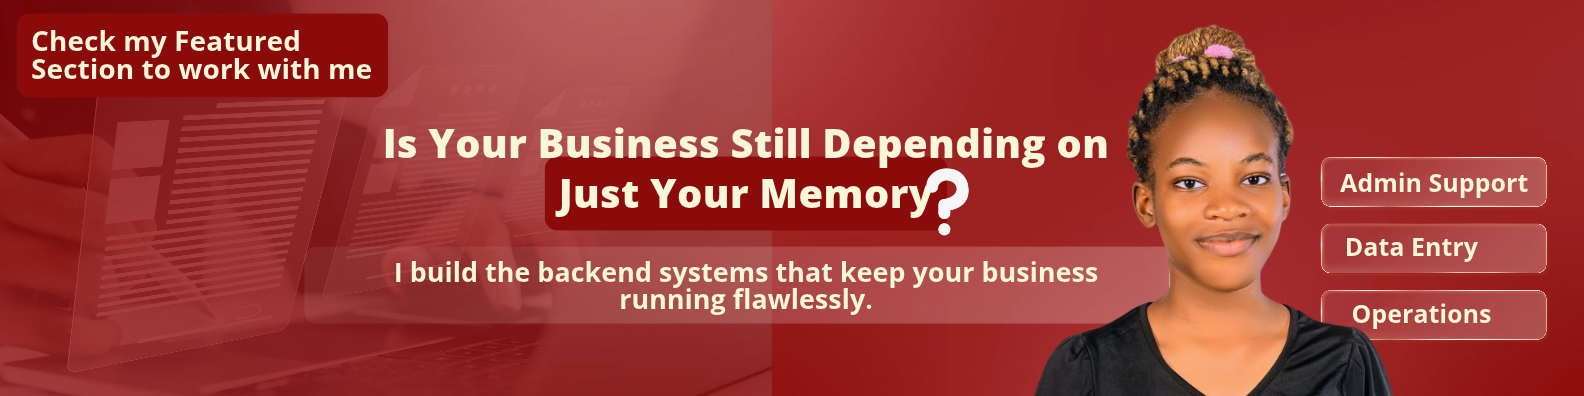 Check my Featured
Section to work with me
Is Your Business Still Depending on
Just Your Memory?
I build the backend systems that keep your business
running flawlessly.
Admin Support
Data Entry
Operations